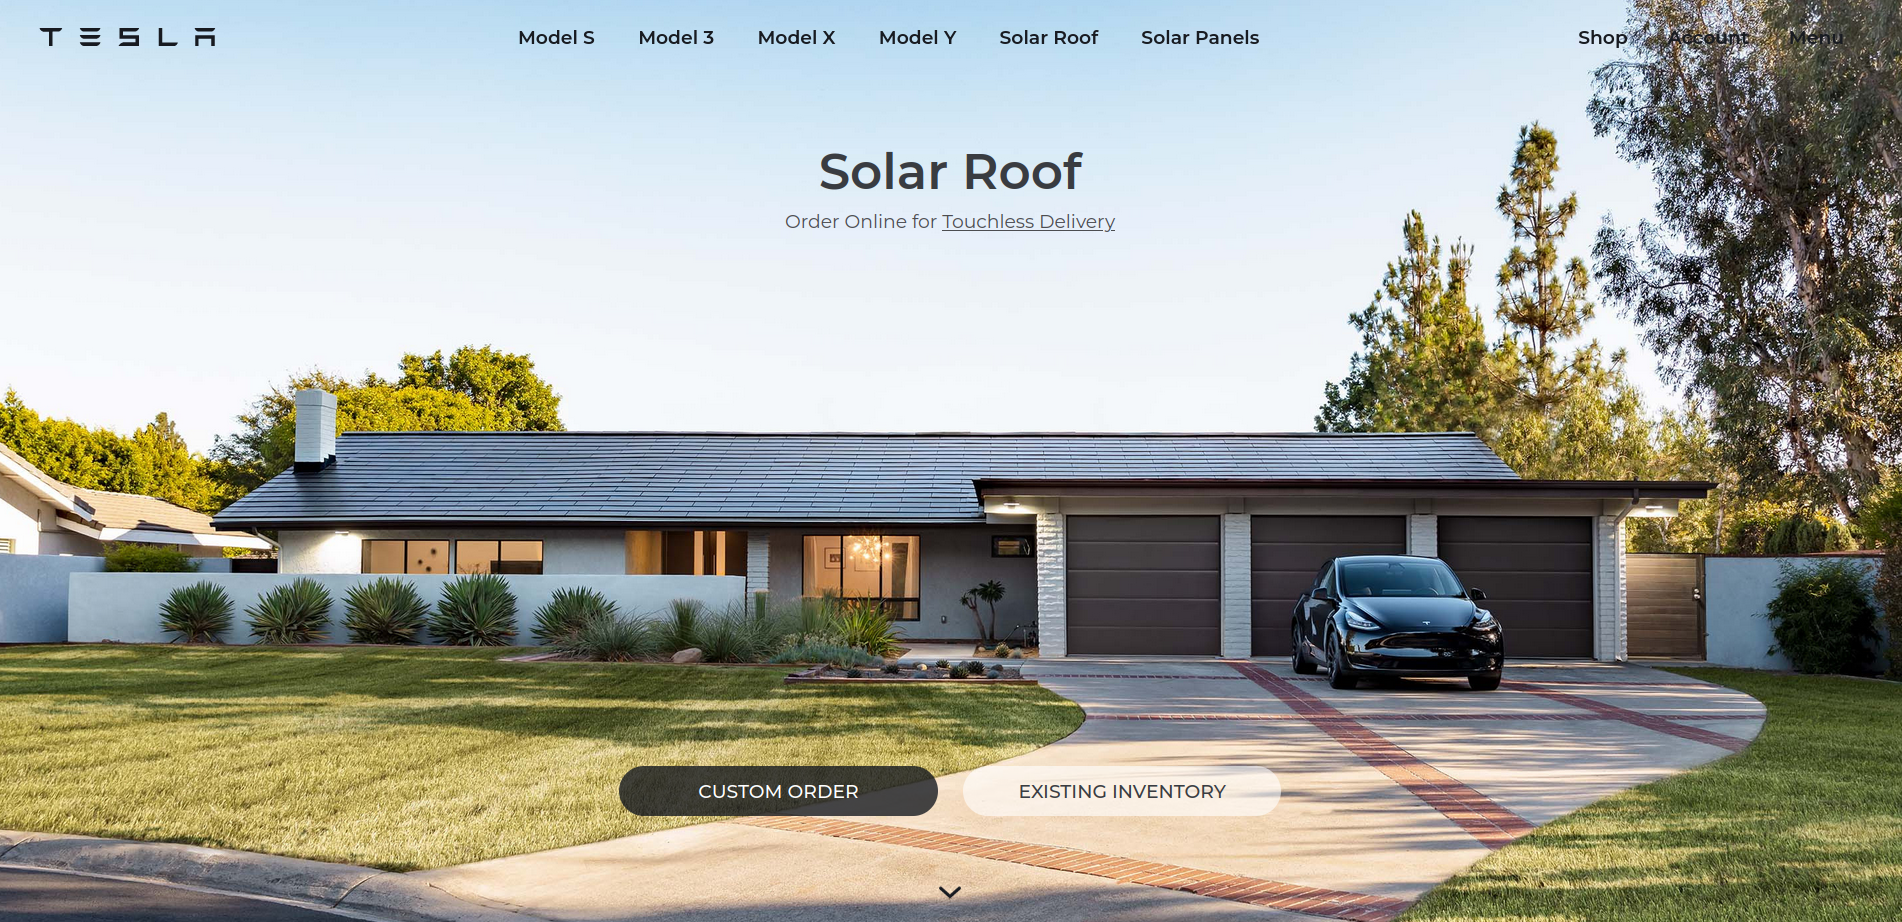 TESLA
Model S Model 3 Model X Model Y Solar Roof Solar Panels
Shop Account Menu
Solar Roof
Order Online for Touchless Delivery
CUSTOM ORDER
EXISTING INVENTORY